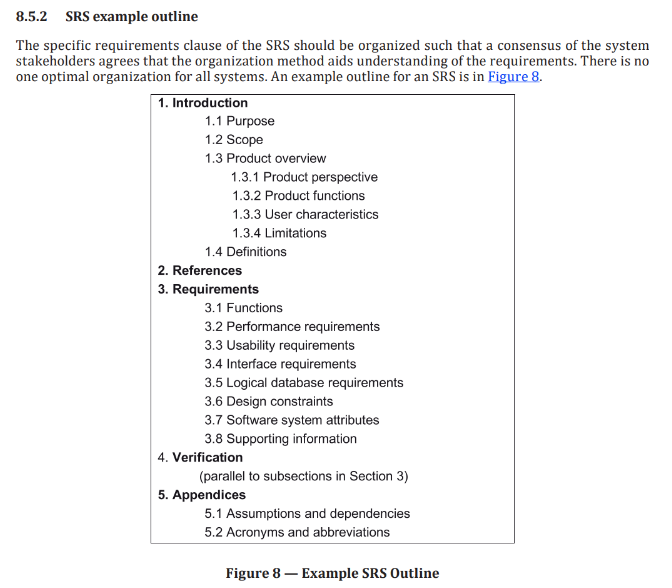 8.5.2 SRS example outline
The specific requirements clause of the SRS should be organized such that a consensus of the system
stakeholders agrees that the organization method aids understanding of the requirements. There is no
one optimal organization for all systems. An example outline for an SRS is in Figure 8.
1. Introduction
1.1 Purpose
1.2 Scope
1.3 Product overview
1.3.1 Product perspective
1.3.2 Product functions
1.3.3 User characteristics
1.3.4 Limitations
1.4 Definitions
2. References
3. Requirements
3.1 Functions
3.2 Performance requirements
3.3 Usability requirements
3.4 Interface requirements
3.5 Logical database requirements
3.6 Design constraints
3.7 Software system attributes
3.8 Supporting information
4. Verification
(parallel to subsections in Section 3)
5. Appendices
5.1 Assumptions and dependencies
5.2 Acronyms and abbreviations
Figure 8 — Example SRS Outline